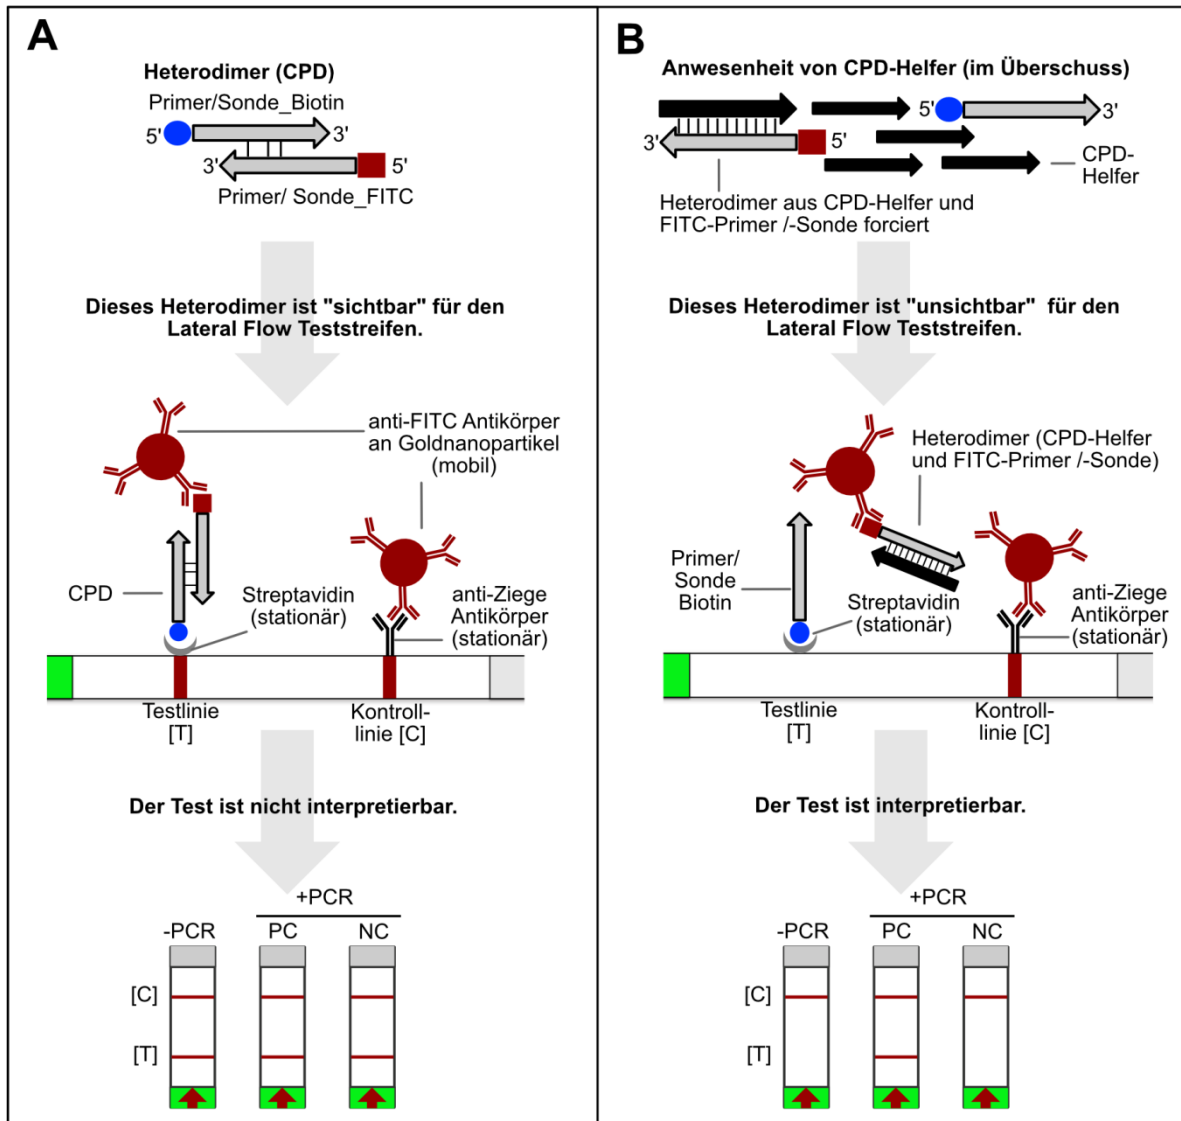 A
Heterodimer (CPD)
Primer/Sonde_Biotin
5'
3'
3'
5'
Primer/ Sonde_FITC
Dieses Heterodimer ist "sichtbar" für den
Lateral Flow Teststreifen.
anti-FITC Antikörper
an Goldnanopartikel
(mobil)
CPD
Streptavidin
(stationär)
anti-Ziege
Antikörper
(stationär)
Testlinie
[T]
Kontroll-
linie [C]
Der Test ist nicht interpretierbar.
+PCR
-PCR
PC
NC
[C]
[T]
B
Anwesenheit von CPD-Helfer (im Überschuss)
5'
3'
3'
5'
CPD-
Helfer
Heterodimer aus CPD-Helfer und
FITC-Primer /-Sonde forciert
Dieses Heterodimer ist "unsichtbar" für den
Lateral Flow Teststreifen.
Heterodimer (CPD-Helfer
und FITC-Primer /-Sonde)
Primer/
Sonde
Biotin
Streptavidin
(stationär)
anti-Ziege
Antikörper
(stationär)
Testlinie
[T]
Kontroll-
linie [C]
Der Test ist interpretierbar.
+PCR
-PCR
PC
NC
[C]
[T]